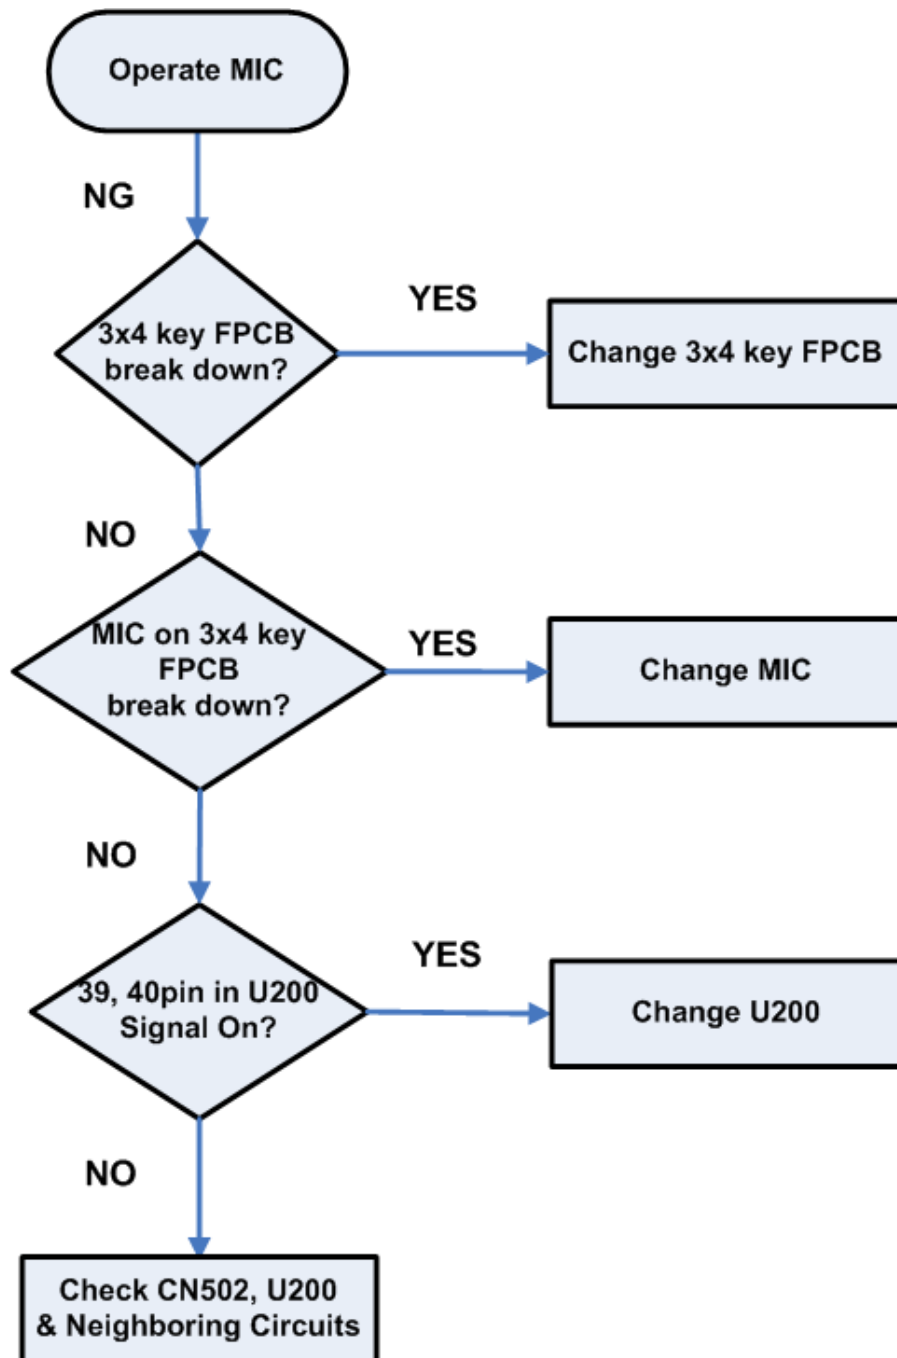 Operate MIC
NG
3x4 key FPCB
break down?
YES
Change 3x4 key FPCB
NO
MIC on 3x4 key
FPCB
break down?
YES
Change MIC
NO
39, 40pin in U200
Signal On?
YES
Change U200
NO
Check CN502, U200
& Neighboring Circuits